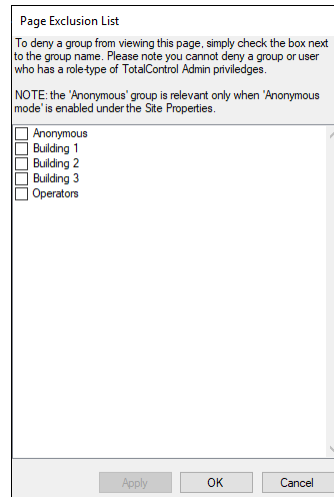 Page Exclusion List
To deny a group from viewing this page, simply check the box next
to the group name. Please note you cannot deny a group or user
who has a role-type of TotalControl Admin priviledges.
NOTE: the 'Anonymous' group is relevant only when 'Anonymous
mode' is enabled under the Site Properties.
Anonymous
Building 1
Building 2
Building 3
Operators
Apply OK Cancel